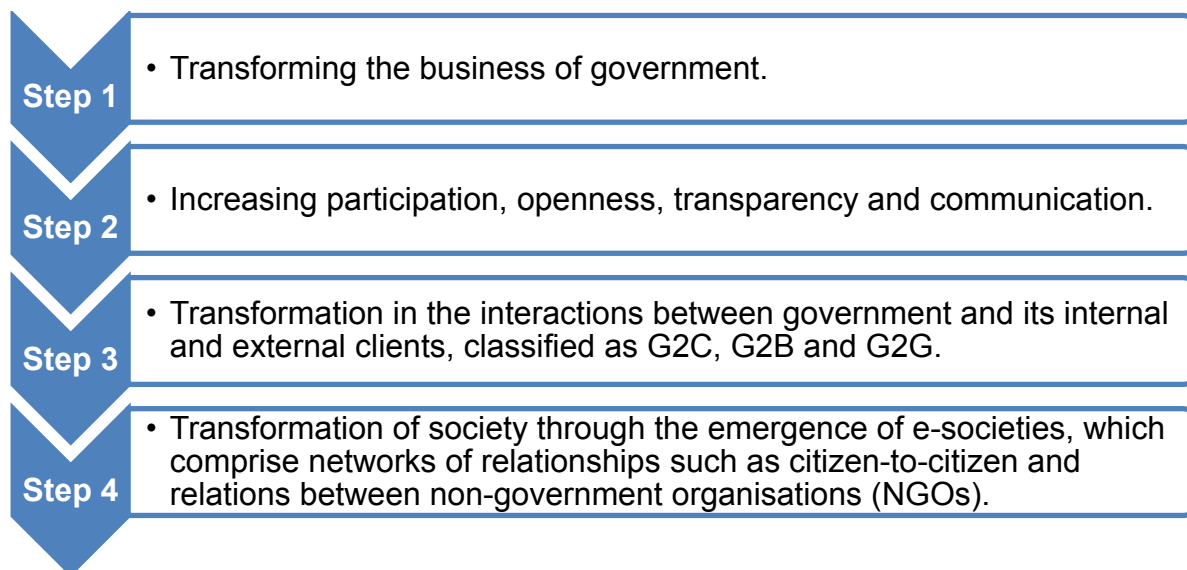 Step 1
• Transforming the business of government.
Step 2
• Increasing participation, openness, transparency and communication.
Step 3
• Transformation in the interactions between government and its internal
and external clients, classified as G2C, G2B and G2G.
Step 4
• Transformation of society through the emergence of e-societies, which
comprise networks of relationships such as citizen-to-citizen and
relations between non-government organisations (NGOs).